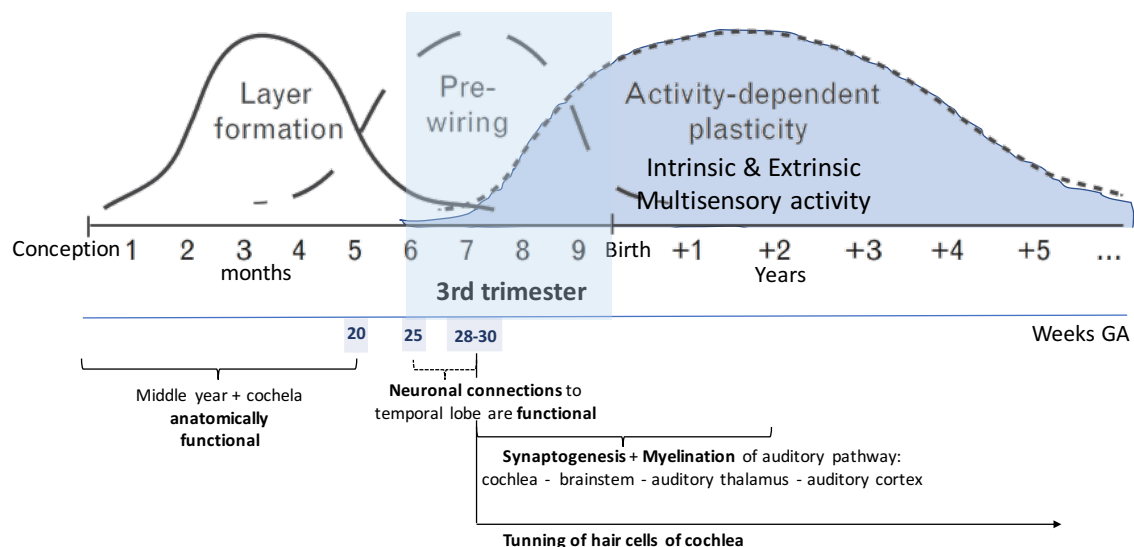 Layer
formation
Pre-
wiring
Activity-dependent
plasticity
Intrinsic & Extrinsic
Multisensory activity
Conception 1 2 3 4 5 6 7 8 9 Birth +1 +2 +3 +4 +5 ...
months
Years
3rd trimester
20 25 28-30 Weeks GA
Middle year + cochela
anatomically
functional
Neuronal connections to
temporal lobe are functional
Synaptogenesis + Myelination of auditory pathway:
cochlea - brainstem - auditory thalamus - auditory cortex
Tunning of hair cells of cochlea